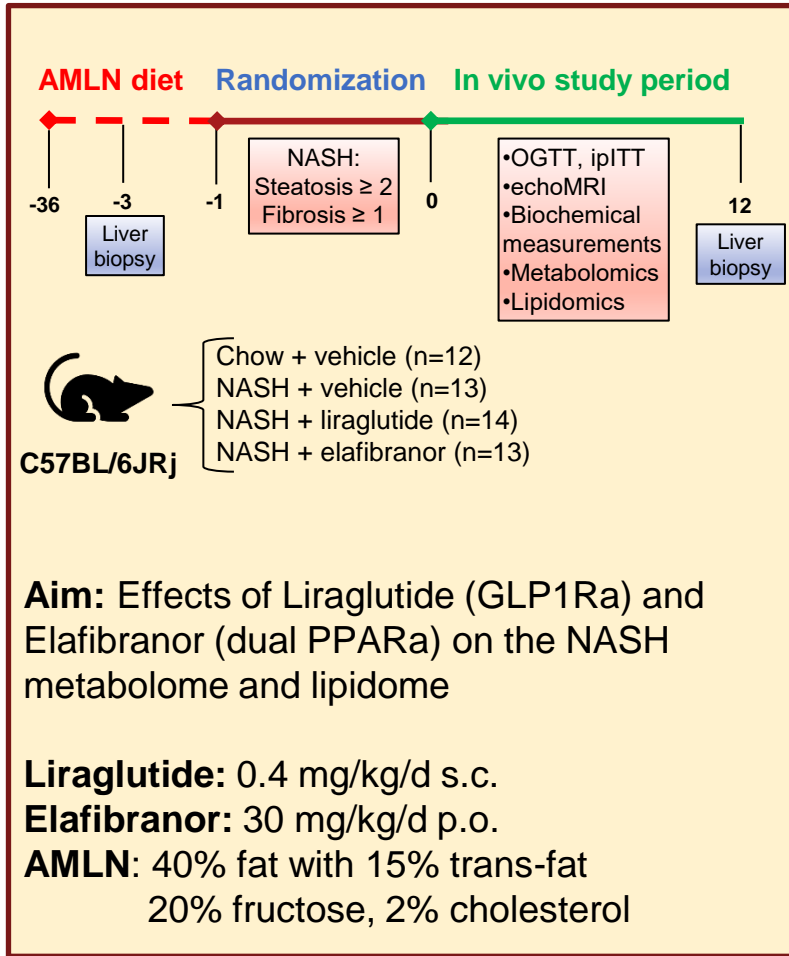 AMLN diet Randomization In vivo study period
-36 -3 -1 0 12
Liver
biopsy
NASH:
Steatosis ≥ 2
Fibrosis ≥ 1
•OGTT, ipITT
•echoMRI
•Biochemical
measurements
•Metabolomics
•Lipidomics
Liver
biopsy
C57BL/6JRj
Chow + vehicle (n=12)
NASH + vehicle (n=13)
NASH + liraglutide (n=14)
NASH + elafibranor (n=13)
Aim: Effects of Liraglutide (GLP1Ra) and
Elafibranor (dual PPARa) on the NASH
metabolome and lipidome
Liraglutide: 0.4 mg/kg/d s.c.
Elafibranor: 30 mg/kg/d p.o.
AMLN: 40% fat with 15% trans-fat
20% fructose, 2% cholesterol